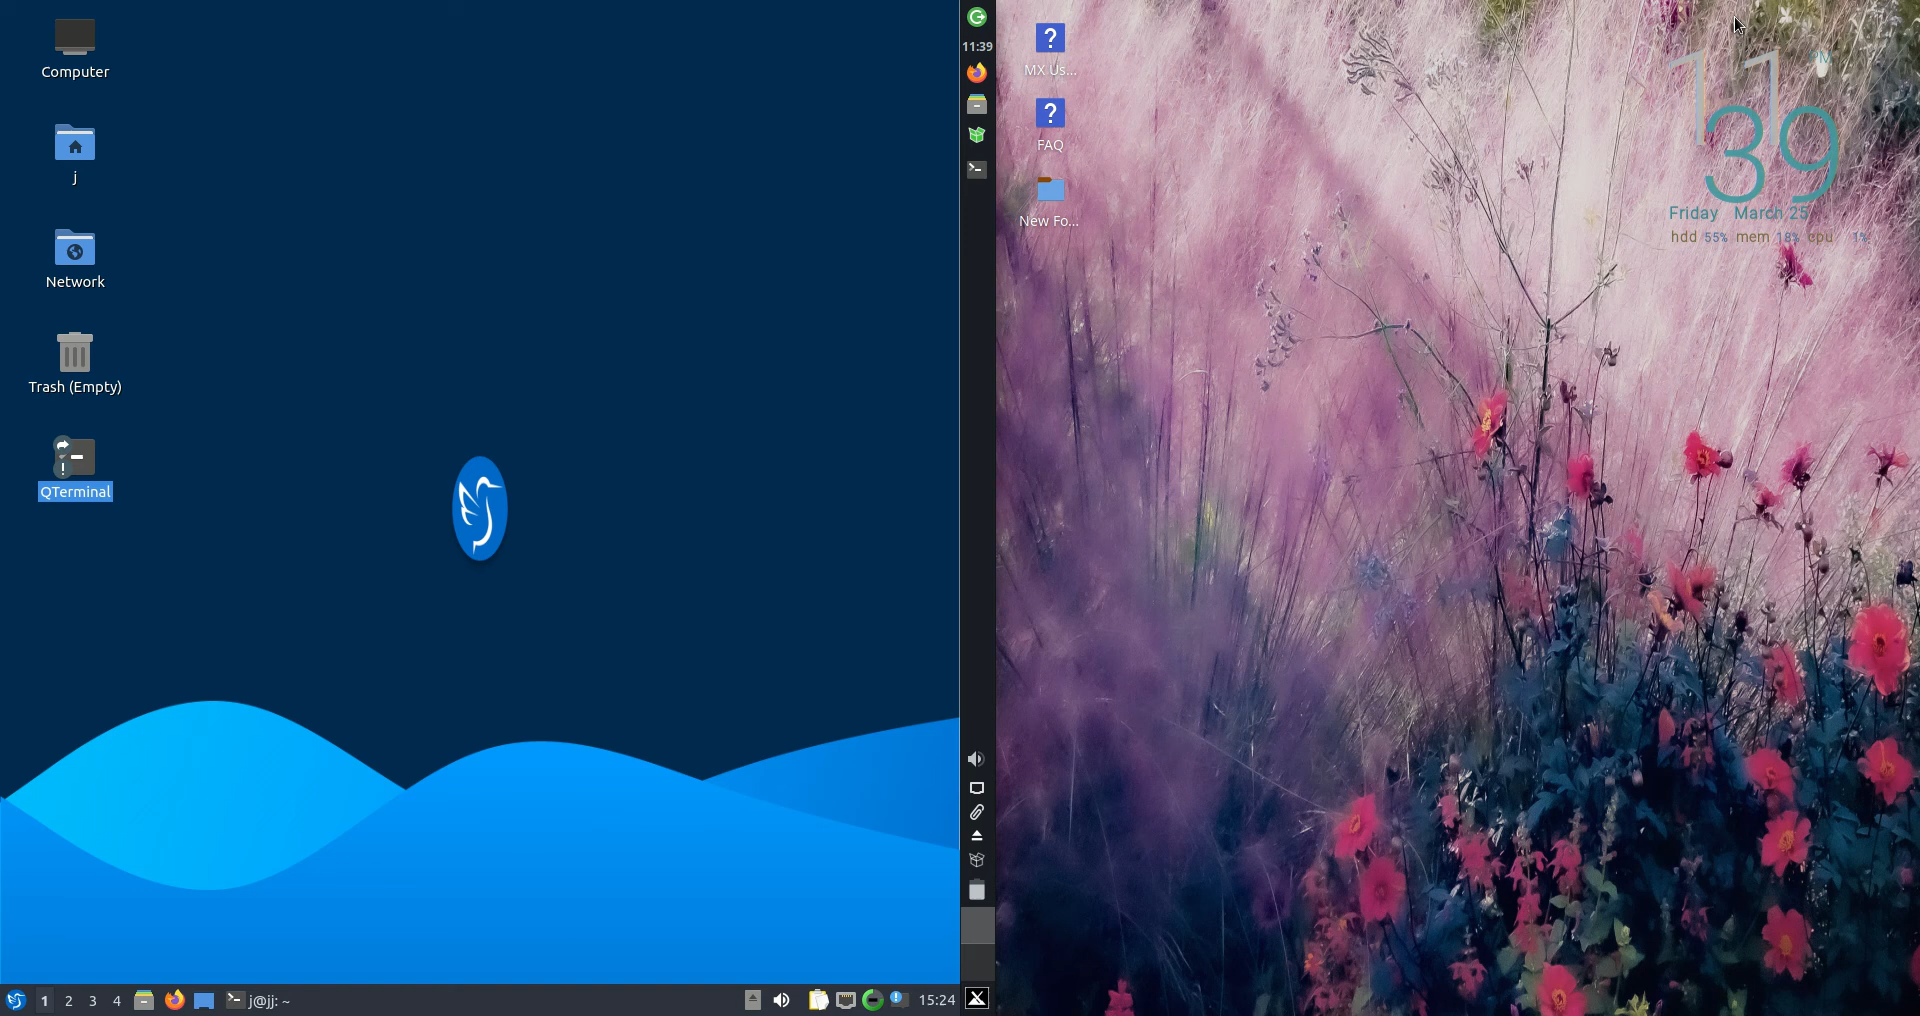 Computer
j
Network
Trash (Empty)
QTerminal
1 2 3 4
j@jj: ~
15:24
11:39
MX Us...
FAQ
New Fo...
11
PM
39
Friday March 25
hdd 55% mem 18% cpu 1%